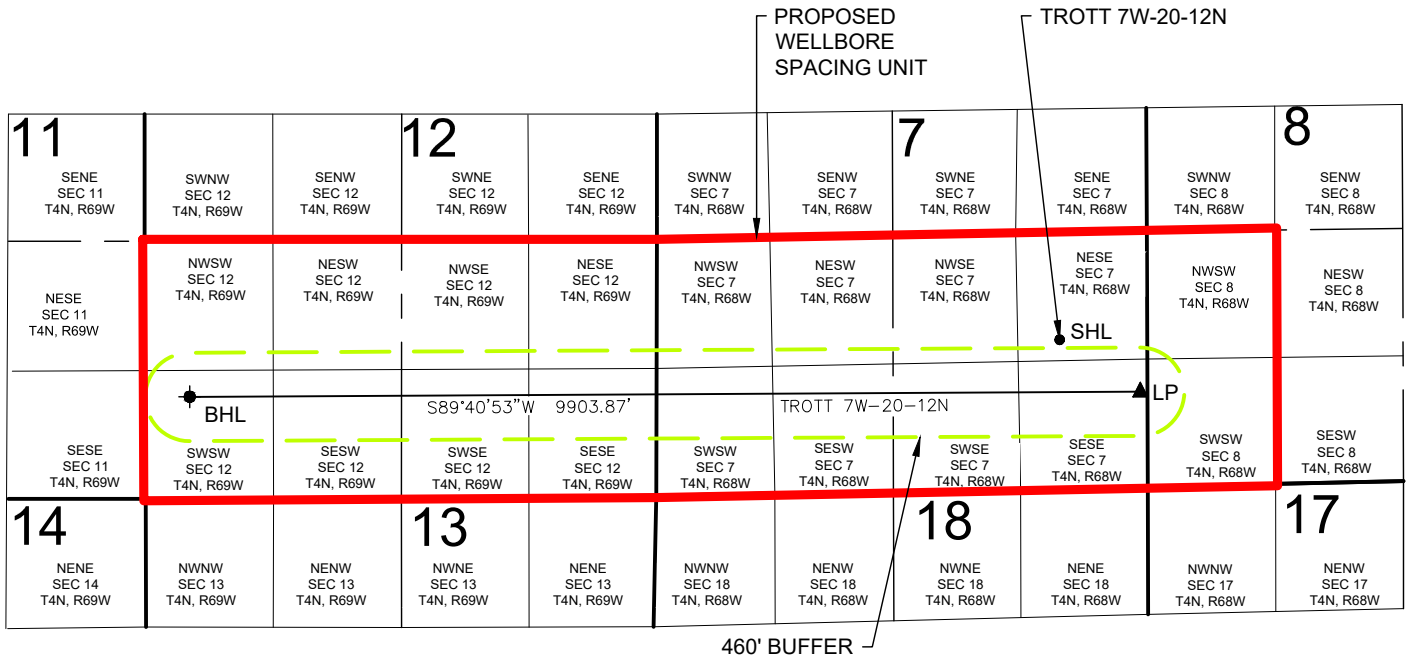 PROPOSED
WELLBORE
SPACING UNIT
TROTT 7W-20-12N
11
12
7
8
SENE
SEC 11
T4N, R69W
SWNW
SEC 12
T4N, R69W
SENW
SEC 12
T4N, R69W
SWNE
SEC 12
T4N, R69W
SENE
SEC 12
T4N, R69W
SWNW
SEC 7
T4N, R68W
SENW
SEC 7
T4N, R68W
SWNE
SEC 7
T4N, R68W
SENE
SEC 7
T4N, R68W
SWNW
SEC 8
T4N, R68W
SENW
SEC 8
T4N, R68W
NESE
SEC 11
T4N, R69W
NWSW
SEC 12
T4N, R69W
NESW
SEC 12
T4N, R69W
NWSE
SEC 12
T4N, R69W
NESE
SEC 12
T4N, R69W
NWSW
SEC 7
T4N, R68W
NESW
SEC 7
T4N, R68W
NWSE
SEC 7
T4N, R68W
NESE
SEC 7
T4N, R68W
NWSW
SEC 8
T4N, R68W
NESW
SEC 8
T4N, R68W
SHL
BHL
S89°40'53"W 9903.87'
TROTT 7W-20-12N
LP
SESE
SEC 11
T4N, R69W
SWSW
SEC 12
T4N, R69W
SESW
SEC 12
T4N, R69W
SWSE
SEC 12
T4N, R69W
SESE
SEC 12
T4N, R69W
SWSW
SEC 7
T4N, R68W
SESW
SEC 7
T4N, R68W
SWSE
SEC 7
T4N, R68W
SESE
SEC 7
T4N, R68W
SWSW
SEC 8
T4N, R68W
SESW
SEC 8
T4N, R68W
14
13
18
17
NENE
SEC 14
T4N, R69W
NWNW
SEC 13
T4N, R69W
NENW
SEC 13
T4N, R69W
NWNE
SEC 13
T4N, R69W
NENE
SEC 13
T4N, R69W
NWNW
SEC 18
T4N, R68W
NENW
SEC 18
T4N, R68W
NWNE
SEC 18
T4N, R68W
NENE
SEC 18
T4N, R68W
NWNW
SEC 17
T4N, R68W
NENW
SEC 17
T4N, R68W
460' BUFFER